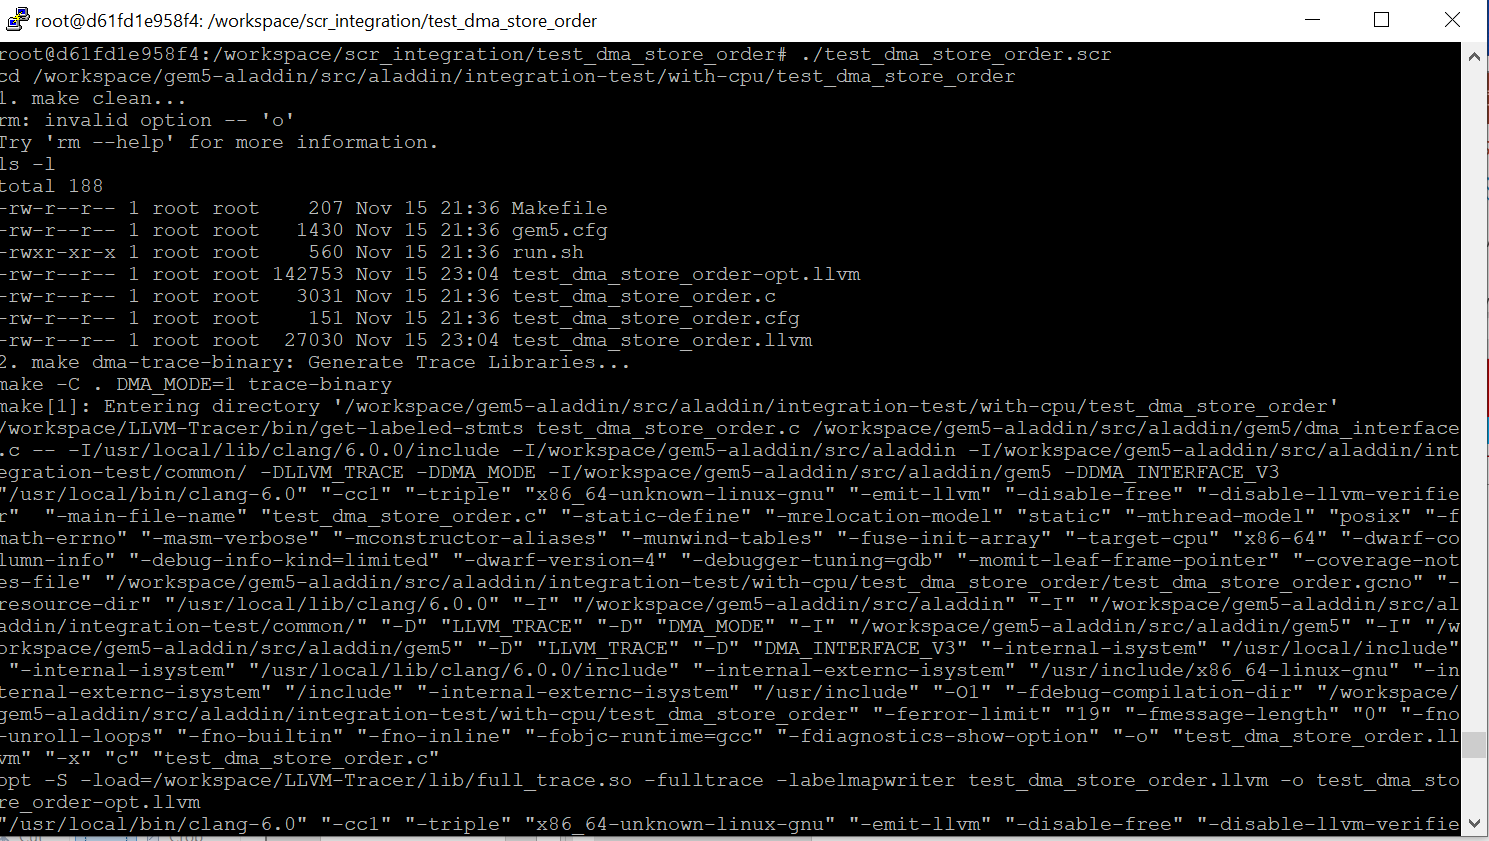 root@d61fd1e958f4: /workspace/scr_integration/test_dma_store_order
root@d61fd1e958f4:/workspace/scr_integration/test_dma_store_order# ./test_dma_store_order.scr
cd /workspace/gem5-aladdin/src/aladdin/integration-test/with-cpu/test_dma_store_order
1. make clean...
rm: invalid option -- 'o'
Try 'rm --help' for more information.
ls -l
total 188
-rw-r--r-- 1 root root    207 Nov 15 21:36 Makefile
-rw-r--r-- 1 root root   1430 Nov 15 21:36 gem5.cfg
-rwxr-xr-x 1 root root    560 Nov 15 21:36 run.sh
-rw-r--r-- 1 root root 142753 Nov 15 23:04 test_dma_store_order-opt.llvm
-rw-r--r-- 1 root root   3031 Nov 15 21:36 test_dma_store_order.c
-rw-r--r-- 1 root root    151 Nov 15 21:36 test_dma_store_order.cfg
-rw-r--r-- 1 root root  27030 Nov 15 23:04 test_dma_store_order.llvm
2. make dma-trace-binary: Generate Trace Libraries...
make -C . DMA_MODE=1 trace-binary
make[1]: Entering directory '/workspace/gem5-aladdin/src/aladdin/integration-test/with-cpu/test_dma_store_order'
/workspace/LLVM-Tracer/bin/get-labeled-stmts test_dma_store_order.c /workspace/gem5-aladdin/src/aladdin/gem5/dma_interface
.c -- -I/usr/local/lib/clang/6.0.0/include -I/workspace/gem5-aladdin/src/aladdin -I/workspace/gem5-aladdin/src/aladdin/int
egration-test/common/ -DLLVM_TRACE -DDMA_MODE -I/workspace/gem5-aladdin/src/aladdin/gem5 -DDMA_INTERFACE_V3
"/usr/local/bin/clang-6.0" "-cc1" "-triple" "x86_64-unknown-linux-gnu" "-emit-llvm" "-disable-free" "-disable-llvm-verifie
r"  "-main-file-name" "test_dma_store_order.c" "-static-define" "-mrelocation-model" "static" "-mthread-model" "posix" "-f
math-errno" "-masm-verbose" "-mconstructor-aliases" "-munwind-tables" "-fuse-init-array" "-target-cpu" "x86-64" "-dwarf-co
lumn-info" "-debug-info-kind=limited" "-dwarf-version=4" "-debugger-tuning=gdb" "-momit-leaf-frame-pointer" "-coverage-not
es-file" "/workspace/gem5-aladdin/src/aladdin/integration-test/with-cpu/test_dma_store_order/test_dma_store_order.gcno" "-
resource-dir" "/usr/local/lib/clang/6.0.0" "-I" "/workspace/gem5-aladdin/src/aladdin" "-I" "/workspace/gem5-aladdin/src/al
addin/integration-test/common/" "-D" "LLVM_TRACE" "-D" "DMA_MODE" "-I" "/workspace/gem5-aladdin/src/aladdin/gem5" "-I" "/w
orkspace/gem5-aladdin/src/aladdin/gem5" "-D" "LLVM_TRACE" "-D" "DMA_INTERFACE_V3" "-internal-isystem" "/usr/local/include"
 "-internal-isystem" "/usr/local/lib/clang/6.0.0/include" "-internal-externc-isystem" "/usr/include/x86_64-linux-gnu" "-in
ternal-externc-isystem" "/include" "-internal-externc-isystem" "/usr/include" "-O1" "-fdebug-compilation-dir" "/workspace/
gem5-aladdin/src/aladdin/integration-test/with-cpu/test_dma_store_order" "-ferror-limit" "19" "-fmessage-length" "0" "-fno
-unroll-loops" "-fno-builtin" "-fno-inline" "-fobjc-runtime=gcc" "-fdiagnostics-show-option" "-o" "test_dma_store_order.ll
vm" "-x" "c" "test_dma_store_order.c"
opt -S -load=/workspace/LLVM-Tracer/lib/full_trace.so -fulltrace -labelmapwriter test_dma_store_order.llvm -o test_dma_sto
re_order-opt.llvm
"/usr/local/bin/clang-6.0" "-cc1" "-triple" "x86_64-unknown-linux-gnu" "-emit-llvm" "-disable-free" "-disable-llvm-verifie